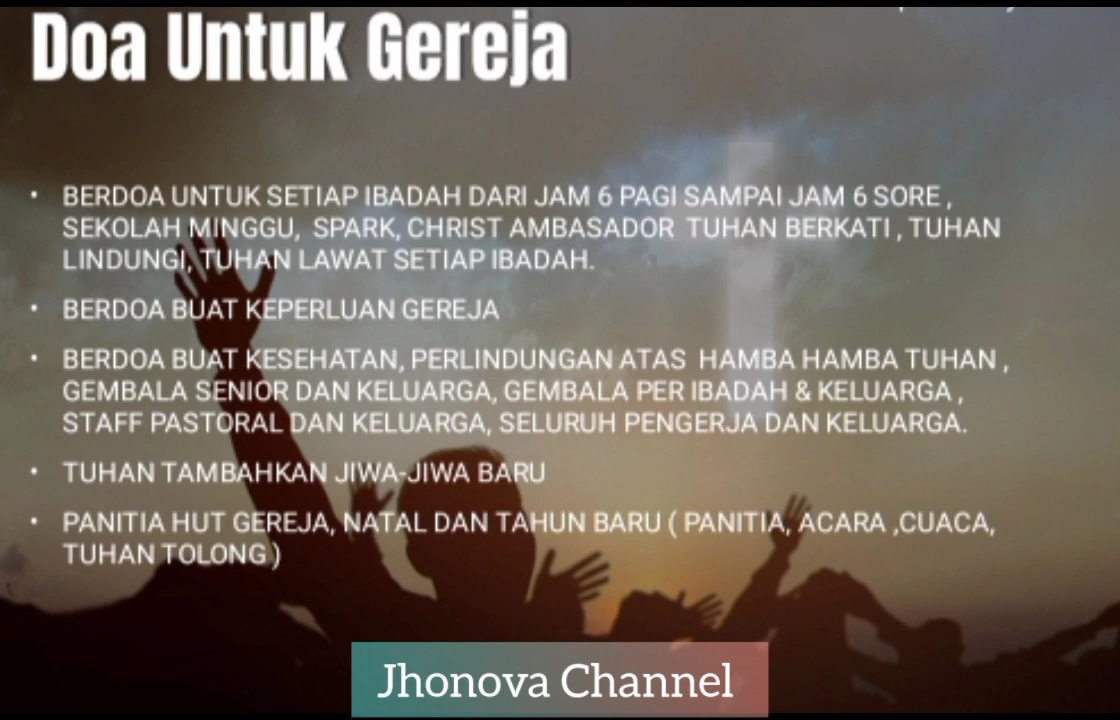 Doa Untuk Gereja
• BERDOA UNTUK SETIAP IBADAH DARI JAM 6 PAGI SAMPAI JAM 6 SORE ,
SEKOLAH MINGGU, SPARK, CHRIST AMBASADOR TUHAN BERKATI , TUHAN
LINDUNGI, TUHAN LAWAT SETIAP IBADAH.
• BERDOA BUAT KEPERLUAN GEREJA
• BERDOA BUAT KESEHATAN, PERLINDUNGAN ATAS HAMBA HAMBA TUHAN ,
GEMBALA SENIOR DAN KELUARGA, GEMBALA PER IBADAH & KELUARGA ,
STAFF PASTORAL DAN KELUARGA, SELURUH PENGERJA DAN KELUARGA.
• TUHAN TAMBAHKAN JIWA-JIWA BARU
• PANITIA HUT GEREJA, NATAL DAN TAHUN BARU ( PANITIA, ACARA ,CUACA,
TUHAN TOLONG )
Jhonova Channel